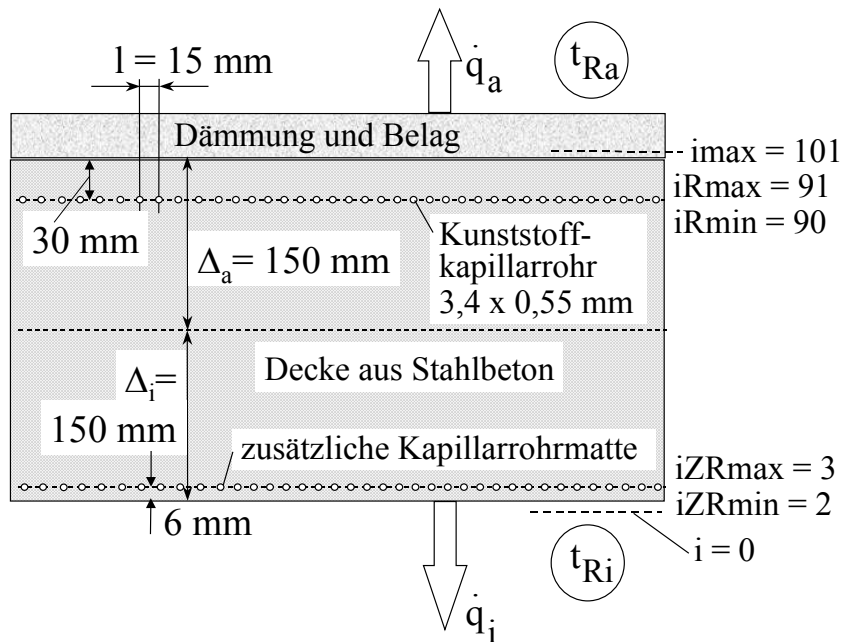 l = 15 mm
q̇a
tRa
Dämmung und Belag
imax = 101
iRmax = 91
iRmin = 90
30 mm
Δa= 150 mm
Kunststoff-
kapillarrohr
3,4 x 0,55 mm
Δi=
150 mm
Decke aus Stahlbeton
zusätzliche Kapillarrohrmatte
iZRmax = 3
iZRmin = 2
6 mm
i = 0
tRi
q̇i